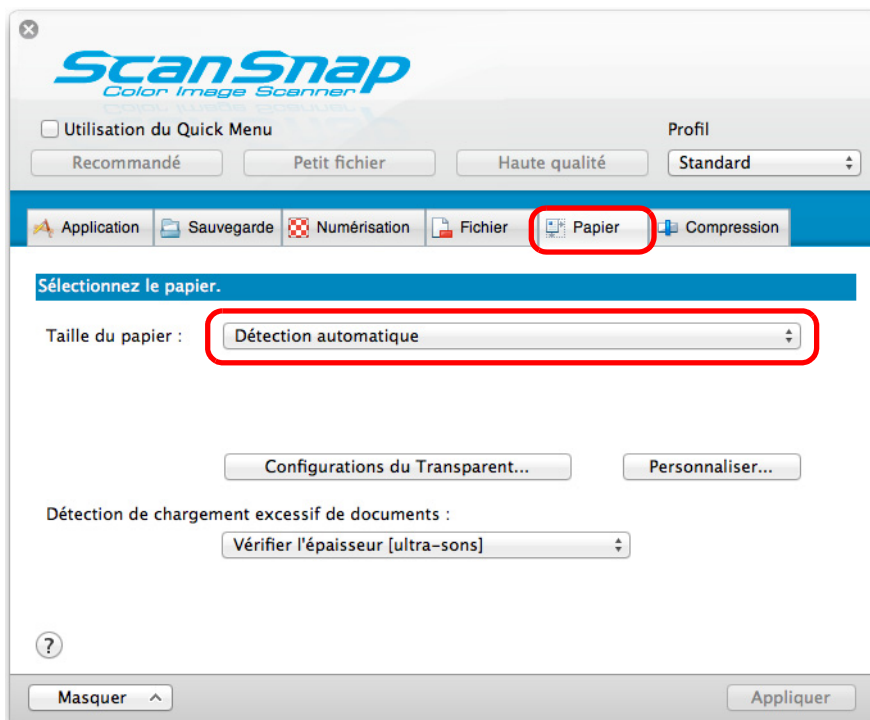 ScanSnap
Color Image Scanner
Utilisation du Quick Menu
Profil
Recommandé Petit fichier Haute qualité Standard
Application Sauvegarde Numérisation Fichier Papier Compression
Sélectionnez le papier.
Taille du papier : Détection automatique
Configurations du Transparent... Personnaliser...
Détection de chargement excessif de documents :
Vérifier l'épaisseur [ultra-sons]
?
Masquer Appliquer